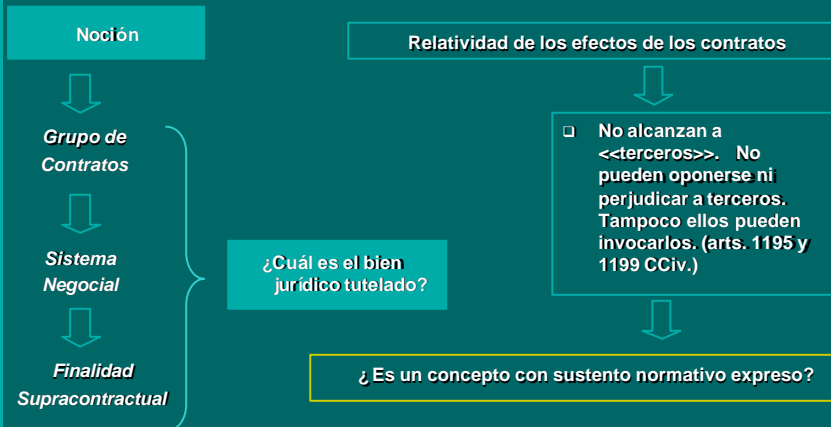 Noción
Grupo de
Contratos
Sistema
Negocial
Finalidad
Supracontractual
¿Cuál es el bien
jurídico tutelado?
Relatividad de los efectos de los contratos
❑ No alcanzan a
<<terceros>>. No
pueden oponerse ni
perjudicar a terceros.
Tampoco ellos pueden
invocarlos. (arts. 1195 y
1199 CCiv.)
¿ Es un concepto con sustento normativo expreso?